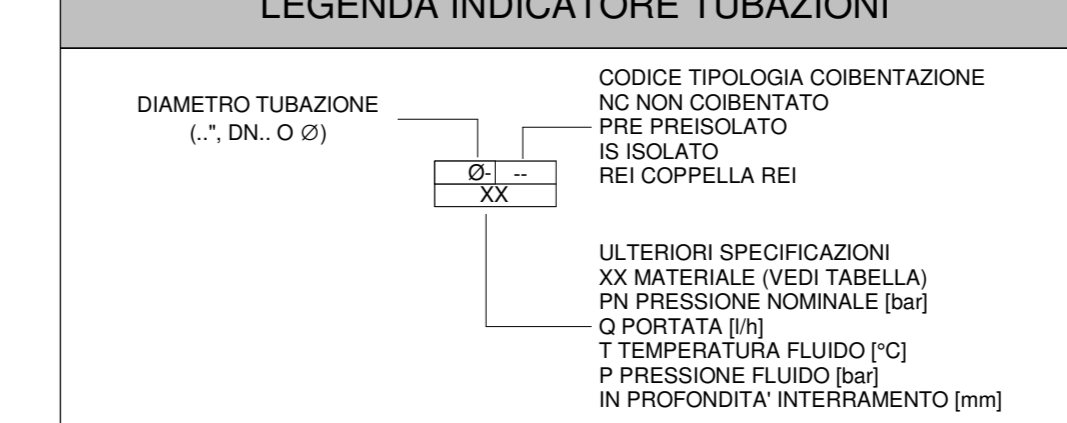 LEGENDA INDICATORE TUBAZIONI
DIAMETRO TUBAZIONE
(..", DN.. O ∅)
CODICE TIPOLOGIA COIBENTAZIONE
NC NON COIBENTATO
PRE PREISOLATO
IS ISOLATO
REI COPPELLA REI
Ø- --
XX
ULTERIORI SPECIFICAZIONI
XX MATERIALE (VEDI TABELLA)
PN PRESSIONE NOMINALE [bar]
Q PORTATA [l/h]
T TEMPERATURA FLUIDO [°C]
P PRESSIONE FLUIDO [bar]
IN PROFONDITA' INTERRAMENTO [mm]